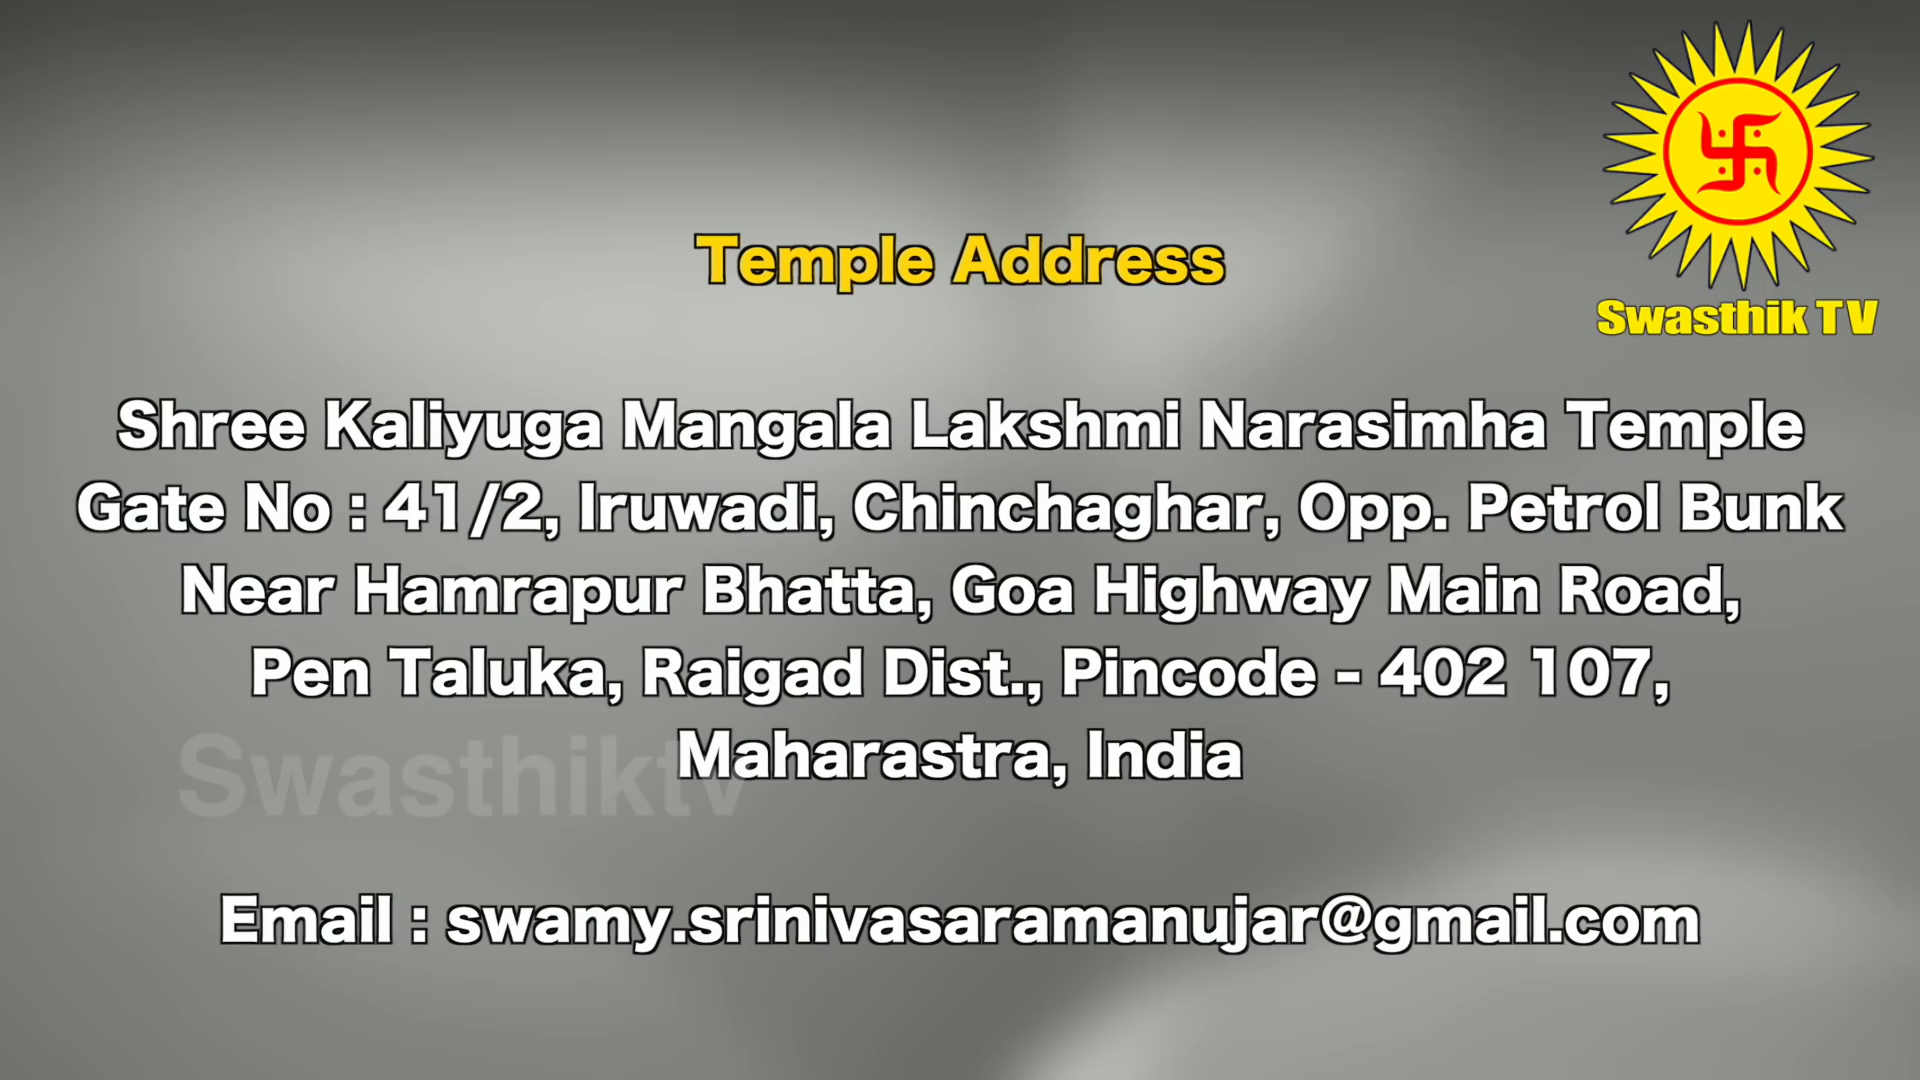 Swasthik TV
Temple Address
Shree Kaliyuga Mangala Lakshmi Narasimha Temple
Gate No : 41/2, Iruwadi, Chinchaghar, Opp. Petrol Bunk
Near Hamrapur Bhatta, Goa Highway Main Road,
Pen Taluka, Raigad Dist., Pincode - 402 107,
Maharastra, India
Swasthiktv
Email : swamy.srinivasaramanujar@gmail.com